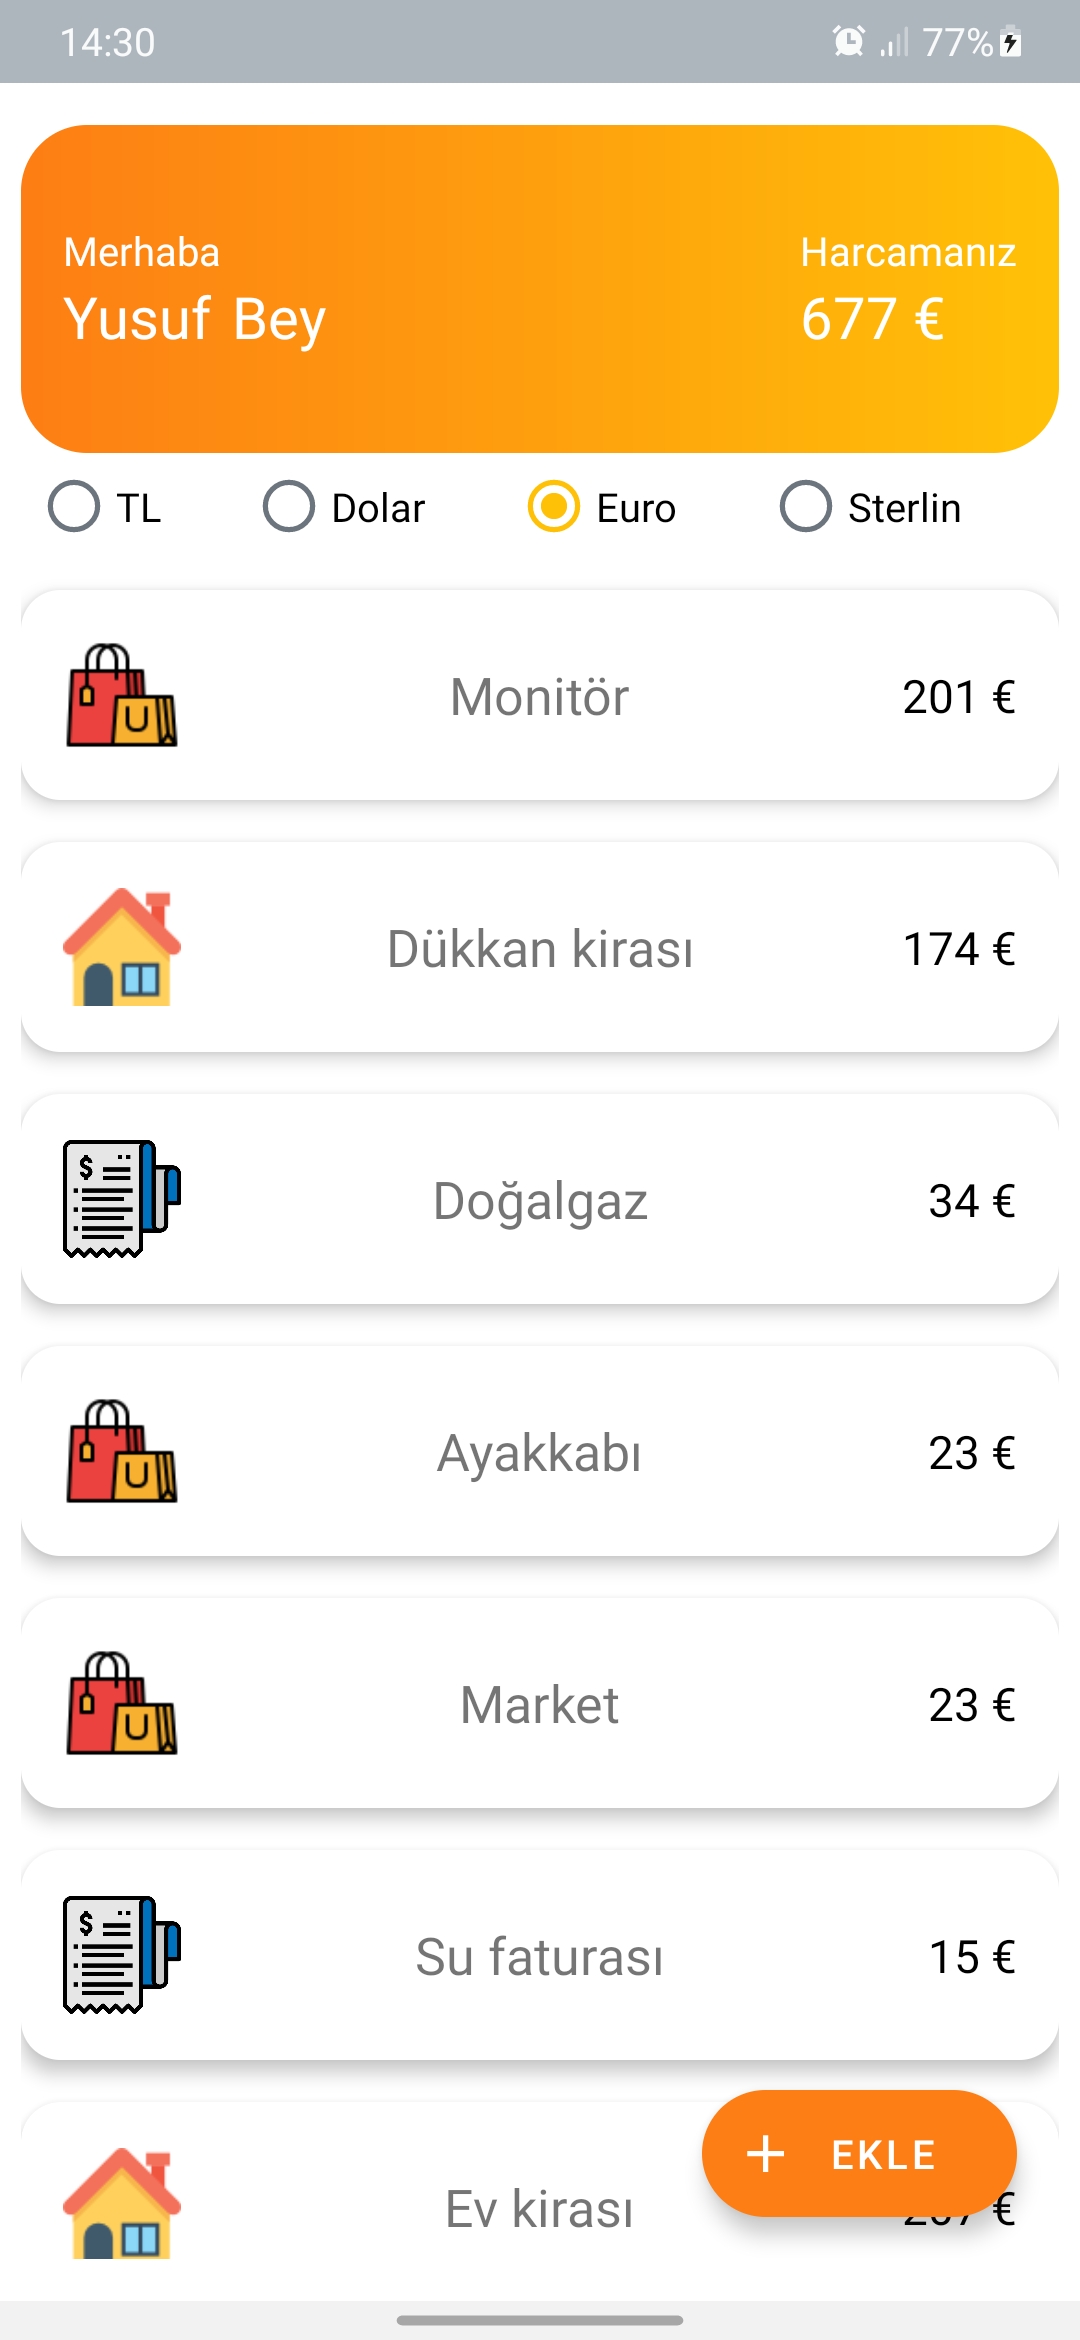 14:30 77%
Merhaba Harcamanız
Yusuf Bey 677 €
TL Dolar Euro Sterlin
Monitör 201 €
Dükkan kirası 174 €
Doğalgaz 34 €
Ayakkabı 23 €
Market 23 €
Su faturası 15 €
EKLE
Ev kirası €